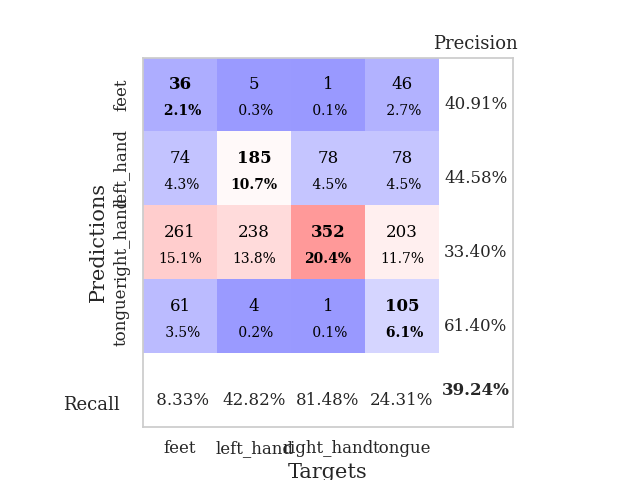 Precision
feet
36 5 1 46
2.1% 0.3% 0.1% 2.7%
40.91%
left_hand
74 185 78 78
4.3% 10.7% 4.5% 4.5%
44.58%
right_hand
261 238 352 203
15.1% 13.8% 20.4% 11.7%
33.40%
tongue
61 4 1 105
3.5% 0.2% 0.1% 6.1%
61.40%
Predictions
Recall
8.33% 42.82% 81.48% 24.31%
39.24%
feet left_hand right_hand tongue
Targets